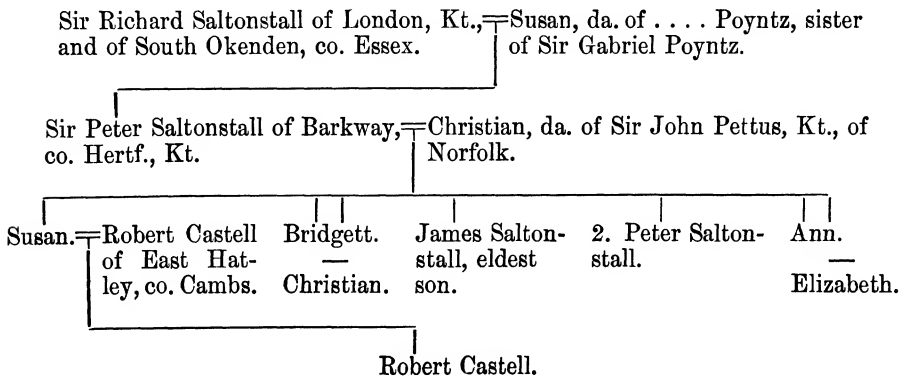 Sir Richard Saltonstall of London, Kt.,=Susan, da. of . . . . Poyntz, sister
and of South Okenden, co. Essex. of Sir Gabriel Poyntz.
Sir Peter Saltonstall of Barkway,=Christian, da. of Sir John Pettus, Kt., of
co. Hertf., Kt. Norfolk.
Susan.=Robert Castell
of East Hat-
ley, co. Cambs.
Bridgett.
—
Christian.
James Salton-
stall, eldest
son.
2. Peter Salton-
stall.
Ann.
—
Elizabeth.
Robert Castell.